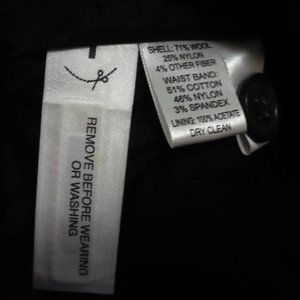 SHELL: 71% WOOL
25% NYLON
4% OTHER FIBER
WAIST BAND:
51% COTTON
46% NYLON
3% SPANDEX
LINING: 100% ACETATE
DRY CLEAN
REMOVE BEFORE WEARING
OR WASHING